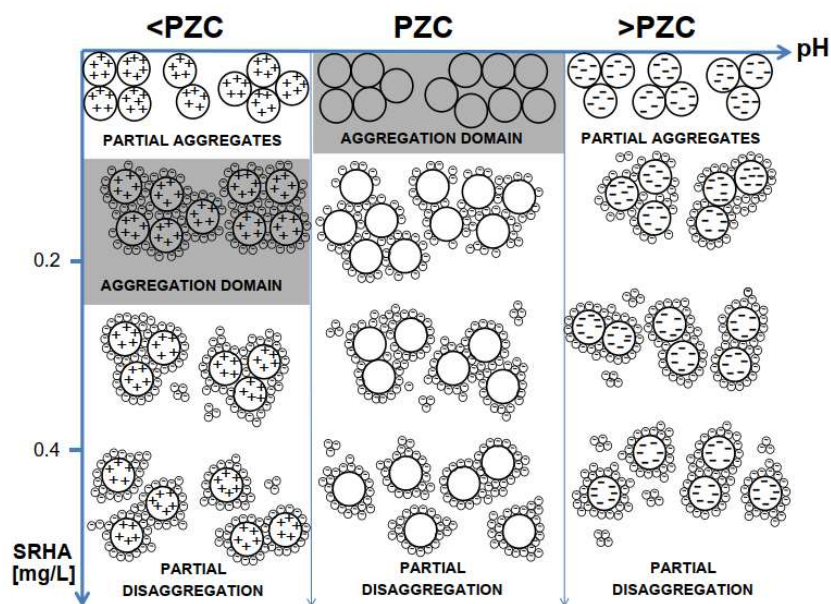 <PZC PZC >PZC
pH
PARTIAL AGGREGATES AGGREGATION DOMAIN PARTIAL AGGREGATES
0.2
AGGREGATION DOMAIN
0.4
SRHA
[mg/L]
PARTIAL
DISAGGREGATION
PARTIAL
DISAGGREGATION
PARTIAL
DISAGGREGATION